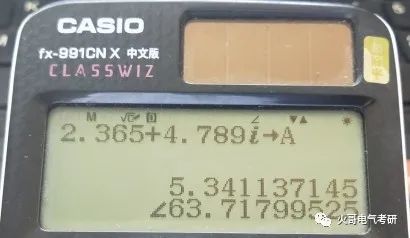 CASIO
fx-991CN X 中文版
CLASSWIZ
M √⁄ D ∠ ▼▲
2.365+4.789i→A
5.341137145
∠63.71799525
火哥电气考研